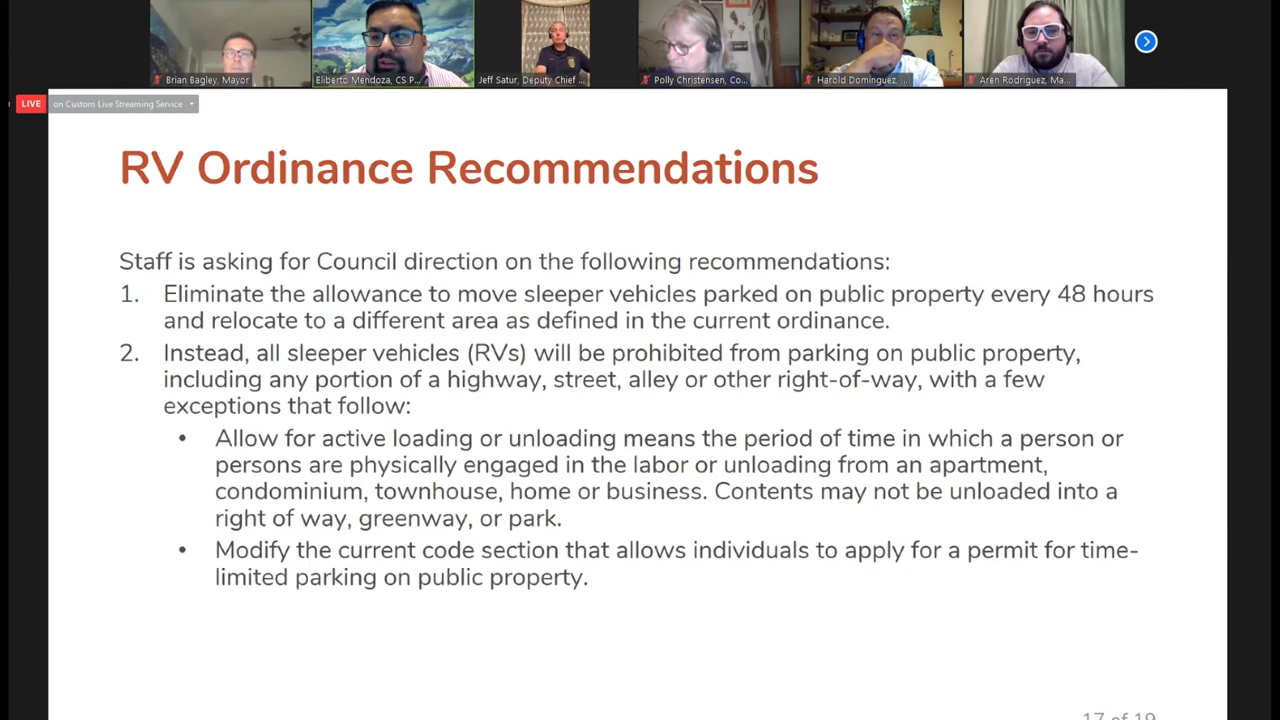 Brian Bagley, Mayor
Eliberto Mendoza, CS P...
Jeff Satur, Deputy Chief ...
Polly Christensen, Co...
Harold Dominguez, ...
Aren Rodriguez, Ma...
LIVE on Custom Live Streaming Service
RV Ordinance Recommendations
Staff is asking for Council direction on the following recommendations:
1. Eliminate the allowance to move sleeper vehicles parked on public property every 48 hours
and relocate to a different area as defined in the current ordinance.
2. Instead, all sleeper vehicles (RVs) will be prohibited from parking on public property,
including any portion of a highway, street, alley or other right-of-way, with a few
exceptions that follow:
• Allow for active loading or unloading means the period of time in which a person or
persons are physically engaged in the labor or unloading from an apartment,
condominium, townhouse, home or business. Contents may not be unloaded into a
right of way, greenway, or park.
• Modify the current code section that allows individuals to apply for a permit for time-
limited parking on public property.
17 of 19